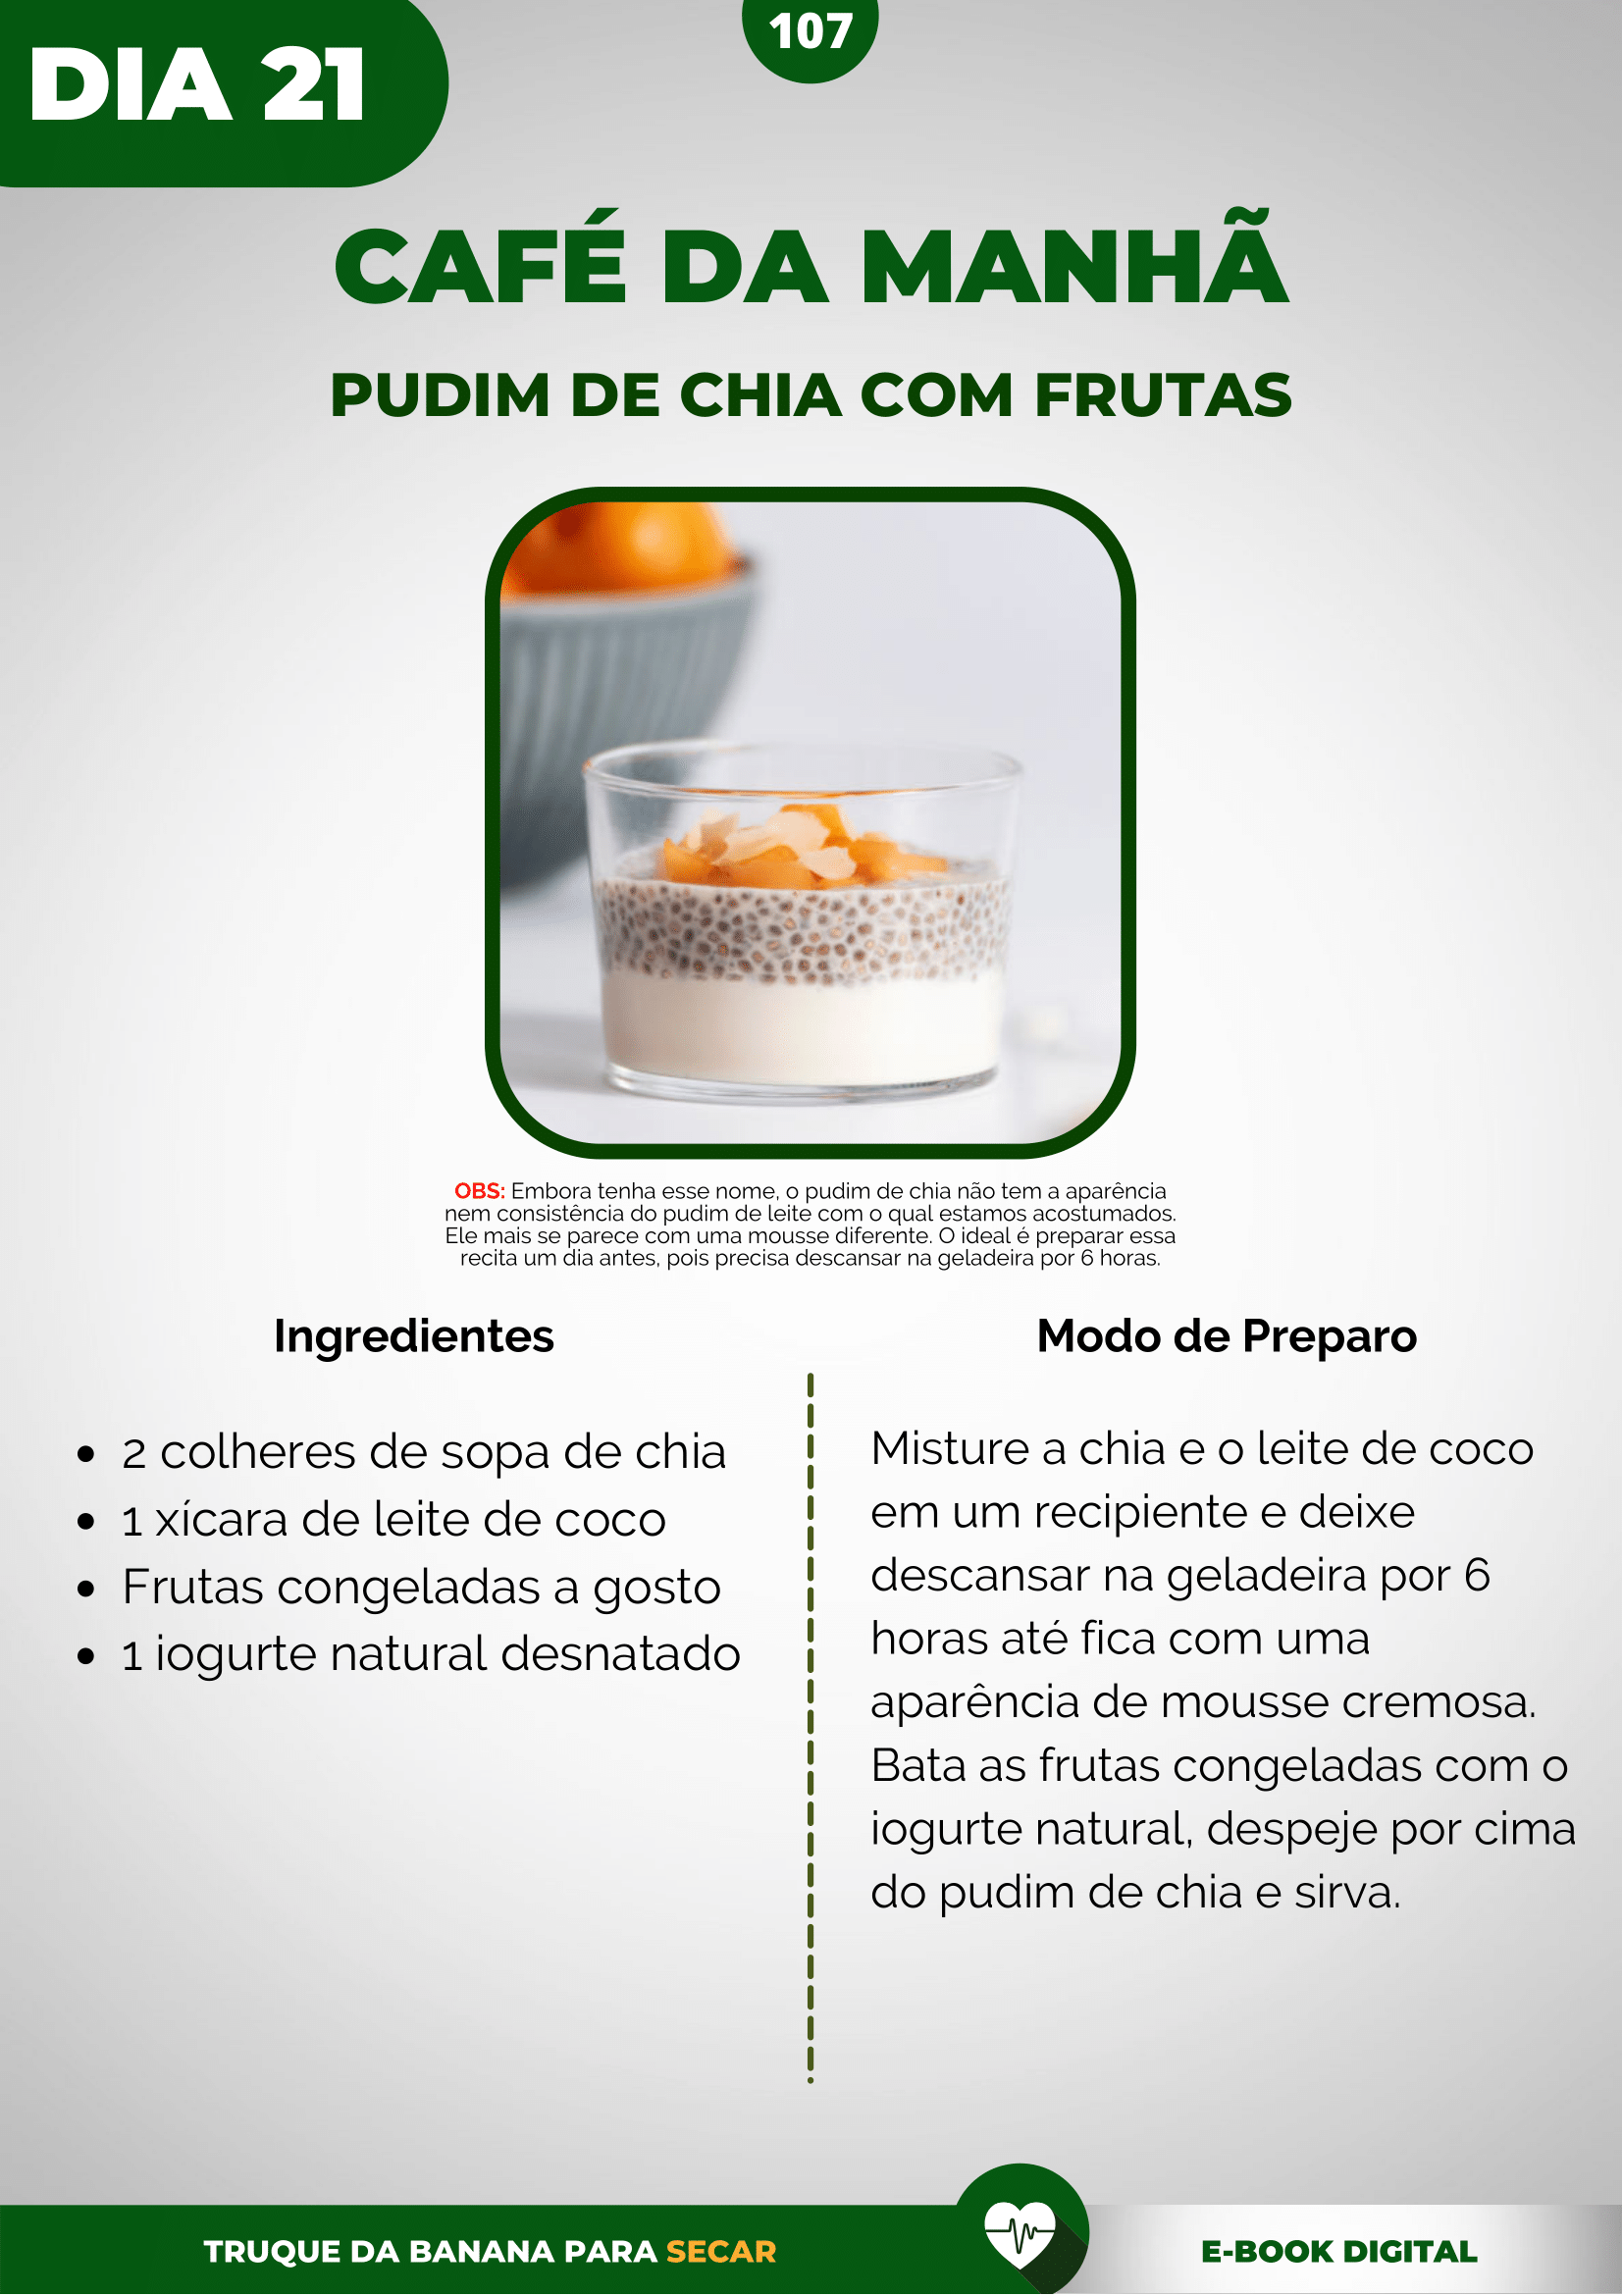 DIA 21
107
CAFÉ DA MANHÃ
PUDIM DE CHIA COM FRUTAS
OBS: Embora tenha esse nome, o pudim de chia não tem a aparência
nem consistência do pudim de leite com o qual estamos acostumados.
Ele mais se parece com uma mousse diferente. O ideal é preparar essa
recita um dia antes, pois precisa descansar na geladeira por 6 horas.
Ingredientes
• 2 colheres de sopa de chia
• 1 xícara de leite de coco
• Frutas congeladas a gosto
• 1 iogurte natural desnatado
Modo de Preparo
Misture a chia e o leite de coco
em um recipiente e deixe
descansar na geladeira por 6
horas até fica com uma
aparência de mousse cremosa.
Bata as frutas congeladas com o
iogurte natural, despeje por cima
do pudim de chia e sirva.
TRUQUE DA BANANA PARA SECAR
E-BOOK DIGITAL